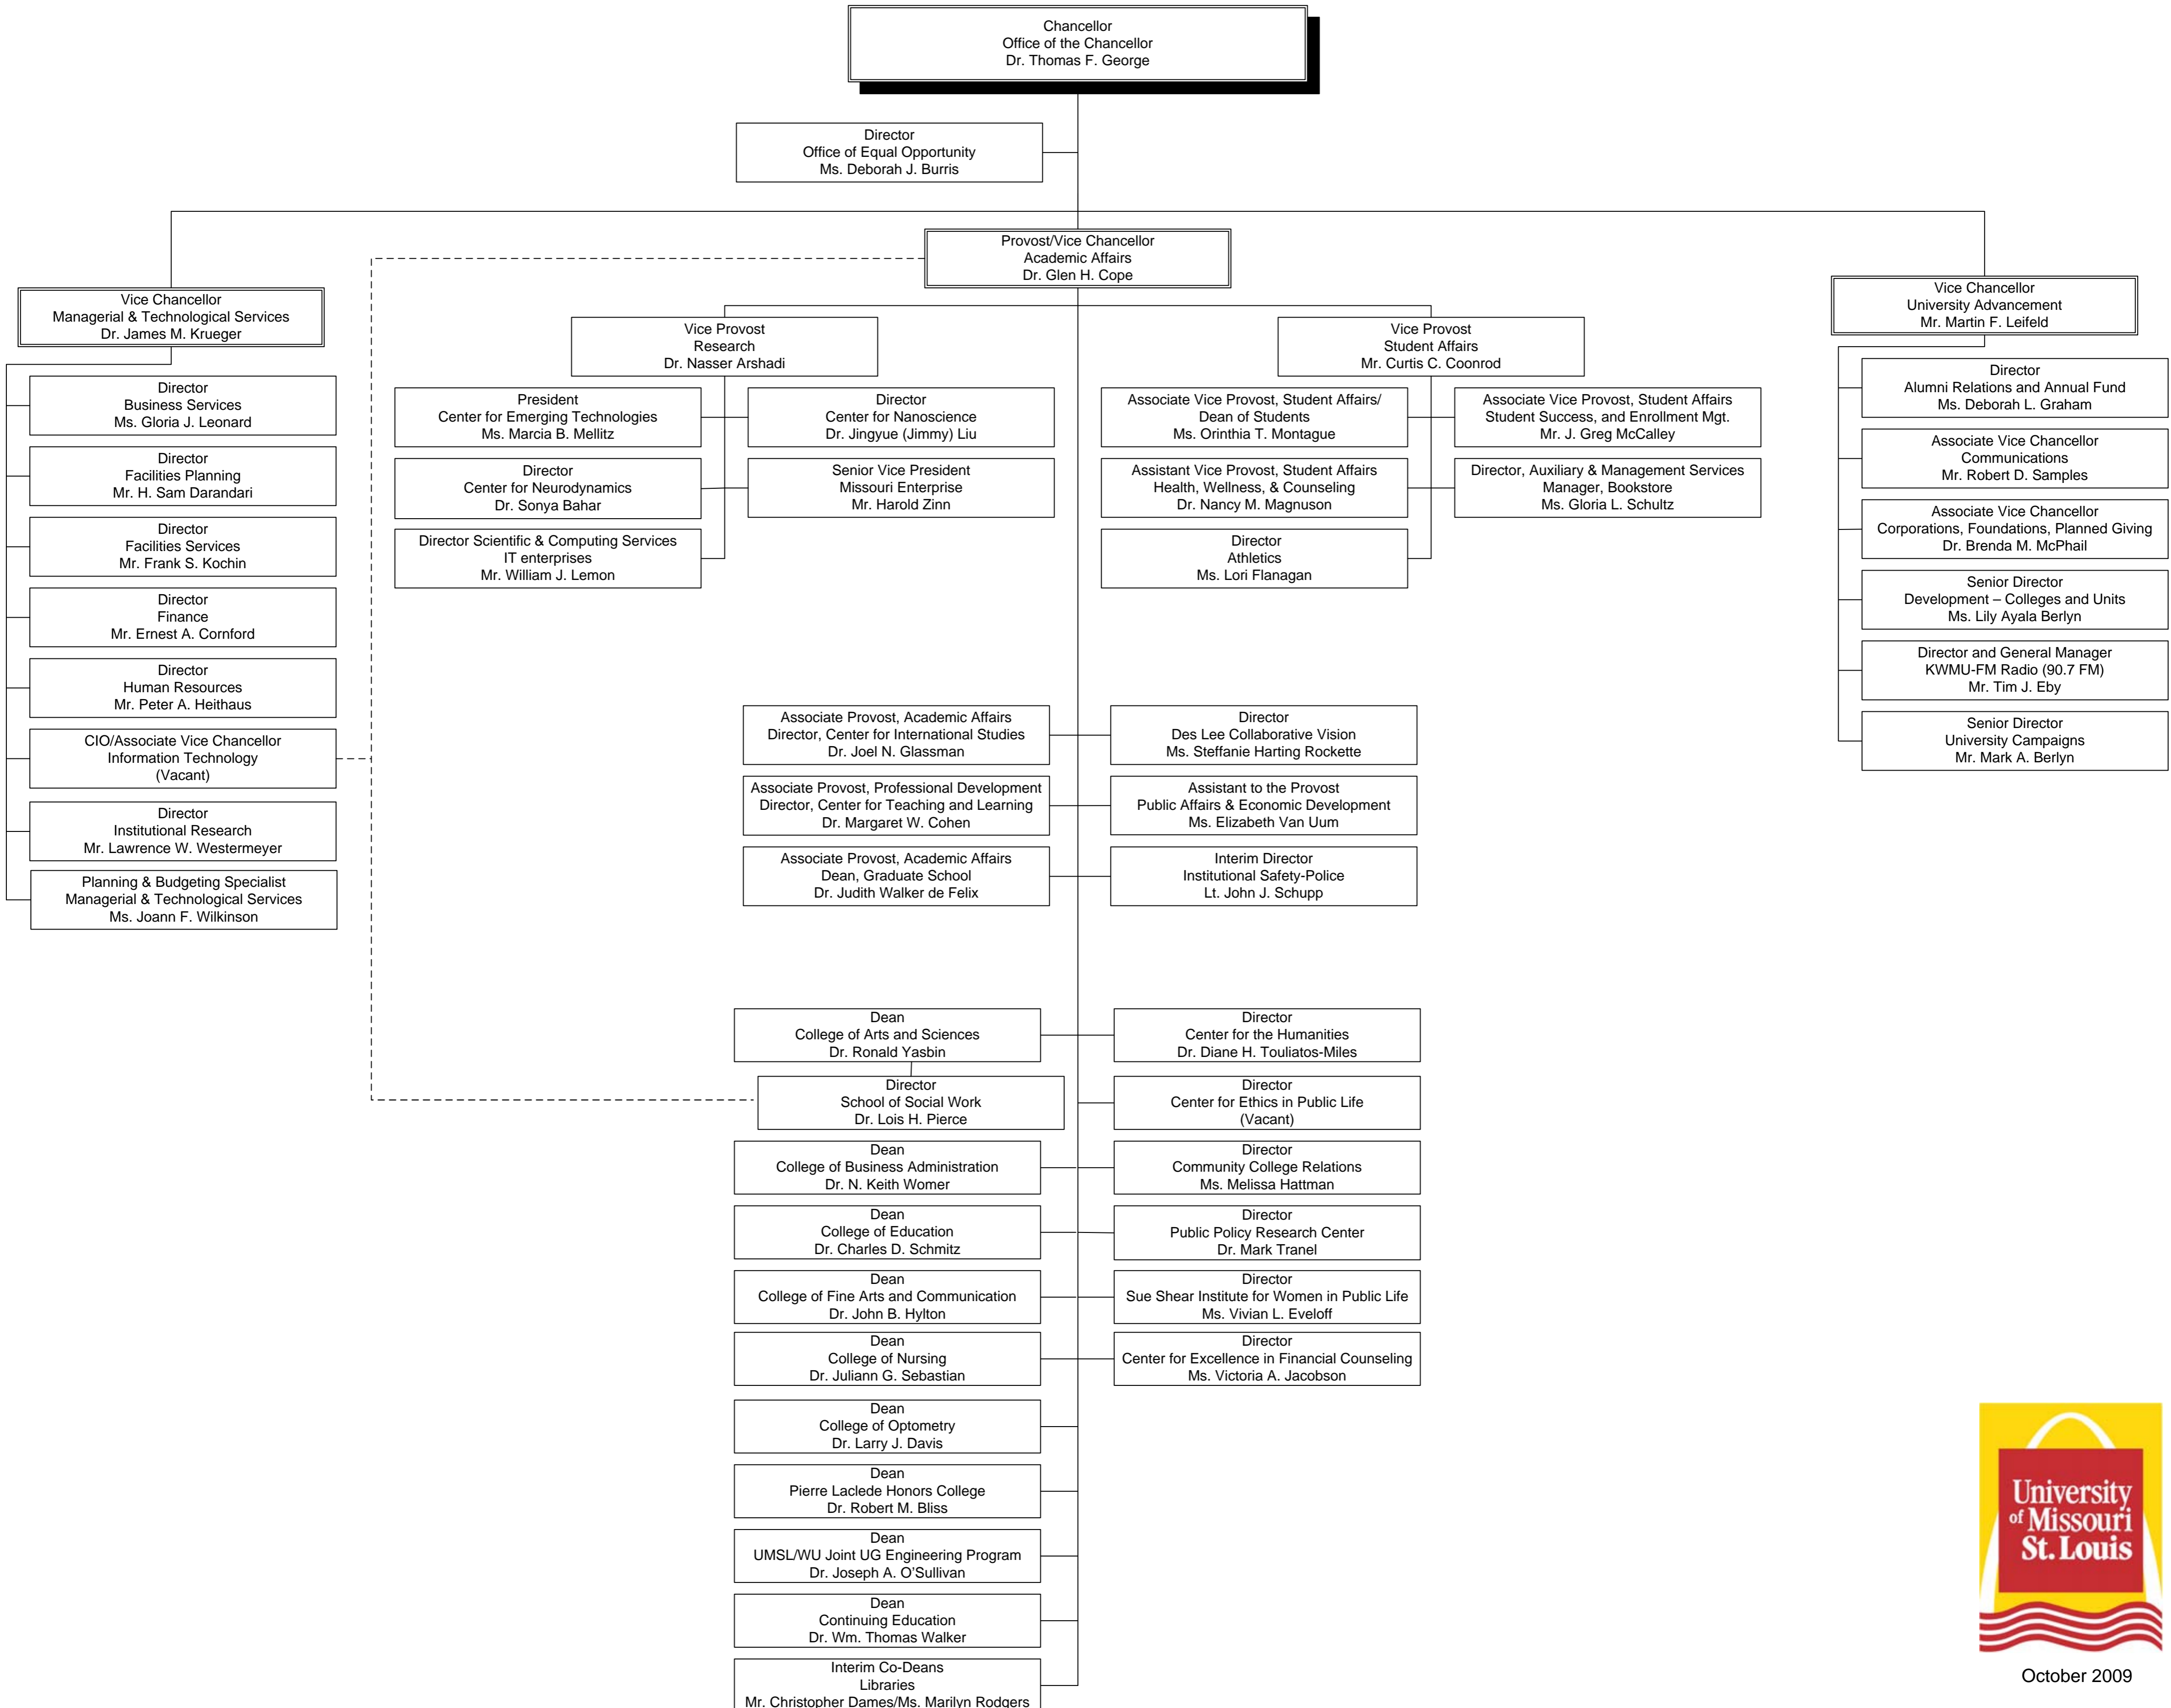 Chancellor
Office of the Chancellor
Dr. Thomas F. George
Director
Office of Equal Opportunity
Ms. Deborah J. Burris
Provost/Vice Chancellor
Academic Affairs
Dr. Glen H. Cope
Vice Chancellor
Managerial & Technological Services
Dr. James M. Krueger
Director
Business Services
Ms. Gloria J. Leonard
Director
Facilities Planning
Mr. H. Sam Darandari
Director
Facilities Services
Mr. Frank S. Kochin
Director
Finance
Mr. Ernest A. Cornford
Director
Human Resources
Mr. Peter A. Heithaus
CIO/Associate Vice Chancellor
Information Technology
(Vacant)
Director
Institutional Research
Mr. Lawrence W. Westermeyer
Planning & Budgeting Specialist
Managerial & Technological Services
Ms. Joann F. Wilkinson
Vice Provost
Research
Dr. Nasser Arshadi
President
Center for Emerging Technologies
Ms. Marcia B. Mellitz
Director
Center for Nanoscience
Dr. Jingyue (Jimmy) Liu
Director
Center for Neurodynamics
Dr. Sonya Bahar
Senior Vice President
Missouri Enterprise
Mr. Harold Zinn
Director Scientific & Computing Services
IT enterprises
Mr. William J. Lemon
Vice Provost
Student Affairs
Mr. Curtis C. Coonrod
Associate Vice Provost, Student Affairs/
Dean of Students
Ms. Orinthia T. Montague
Associate Vice Provost, Student Affairs
Student Success, and Enrollment Mgt.
Mr. J. Greg McCalley
Assistant Vice Provost, Student Affairs
Health, Wellness, & Counseling
Dr. Nancy M. Magnuson
Director, Auxiliary & Management Services
Manager, Bookstore
Ms. Gloria L. Schultz
Director
Athletics
Ms. Lori Flanagan
Vice Chancellor
University Advancement
Mr. Martin F. Leifeld
Director
Alumni Relations and Annual Fund
Ms. Deborah L. Graham
Associate Vice Chancellor
Communications
Mr. Robert D. Samples
Associate Vice Chancellor
Corporations, Foundations, Planned Giving
Dr. Brenda M. McPhail
Senior Director
Development – Colleges and Units
Ms. Lily Ayala Berlyn
Director and General Manager
KWMU-FM Radio (90.7 FM)
Mr. Tim J. Eby
Senior Director
University Campaigns
Mr. Mark A. Berlyn
Associate Provost, Academic Affairs
Director, Center for International Studies
Dr. Joel N. Glassman
Director
Des Lee Collaborative Vision
Ms. Steffanie Harting Rockette
Associate Provost, Professional Development
Director, Center for Teaching and Learning
Dr. Margaret W. Cohen
Assistant to the Provost
Public Affairs & Economic Development
Ms. Elizabeth Van Uum
Associate Provost, Academic Affairs
Dean, Graduate School
Dr. Judith Walker de Felix
Interim Director
Institutional Safety-Police
Lt. John J. Schupp
Dean
College of Arts and Sciences
Dr. Ronald Yasbin
Director
Center for the Humanities
Dr. Diane H. Touliatos-Miles
Director
School of Social Work
Dr. Lois H. Pierce
Director
Center for Ethics in Public Life
(Vacant)
Dean
College of Business Administration
Dr. N. Keith Womer
Director
Community College Relations
Ms. Melissa Hattman
Dean
College of Education
Dr. Charles D. Schmitz
Director
Public Policy Research Center
Dr. Mark Tranel
Dean
College of Fine Arts and Communication
Dr. John B. Hylton
Director
Sue Shear Institute for Women in Public Life
Ms. Vivian L. Eveloff
Dean
College of Nursing
Dr. Juliann G. Sebastian
Director
Center for Excellence in Financial Counseling
Ms. Victoria A. Jacobson
Dean
College of Optometry
Dr. Larry J. Davis
Dean
Pierre Laclede Honors College
Dr. Robert M. Bliss
Dean
UMSL/WU Joint UG Engineering Program
Dr. Joseph A. O'Sullivan
Dean
Continuing Education
Dr. Wm. Thomas Walker
Interim Co-Deans
Libraries
Mr. Christopher Dames/Ms. Marilyn Rodgers
University
of Missouri
St. Louis
October 2009